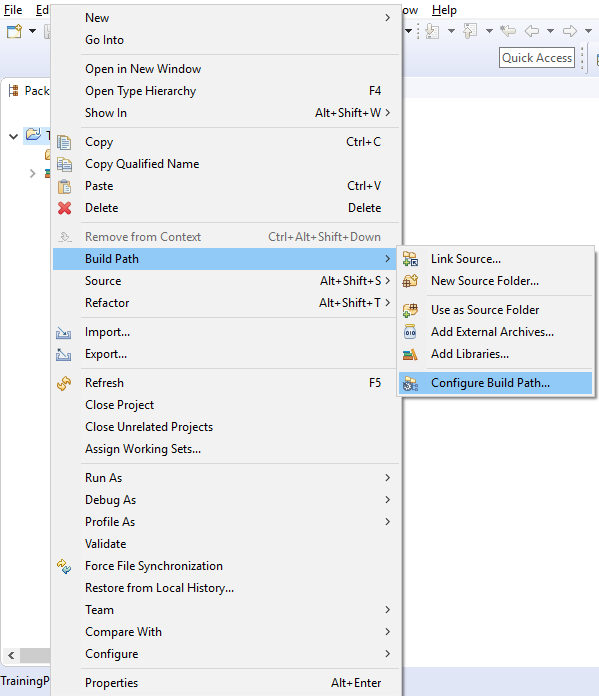 File Ed ow Help
Quick Access
Pack
T
New
Go Into
Open in New Window
Open Type Hierarchy F4
Show In Alt+Shift+W
Copy Ctrl+C
Copy Qualified Name
Paste Ctrl+V
Delete Delete
Remove from Context Ctrl+Alt+Shift+Down
Build Path
Source Alt+Shift+S
Refactor Alt+Shift+T
Import...
Export...
Refresh F5
Close Project
Close Unrelated Projects
Assign Working Sets...
Run As
Debug As
Profile As
Validate
Force File Synchronization
Restore from Local History...
Team
Compare With
Configure
Properties Alt+Enter
Link Source...
New Source Folder...
Use as Source Folder
Add External Archives...
Add Libraries...
Configure Build Path...
TrainingP